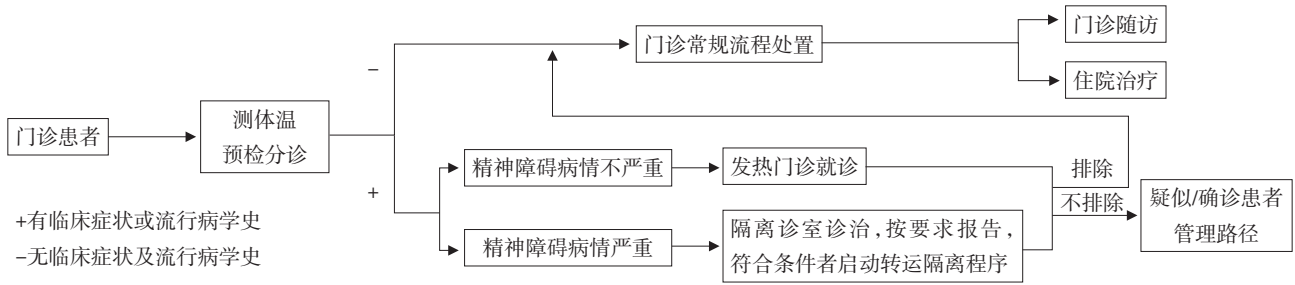 门诊患者
测体温
预检分诊
−
+
门诊常规流程处置
门诊随访
住院治疗
精神障碍病情不严重
发热门诊就诊
精神障碍病情严重
隔离诊室诊治,按要求报告,
符合条件者启动转运隔离程序
排除
不排除
疑似/确诊患者
管理路径
+有临床症状或流行病学史
−无临床症状及流行病学史